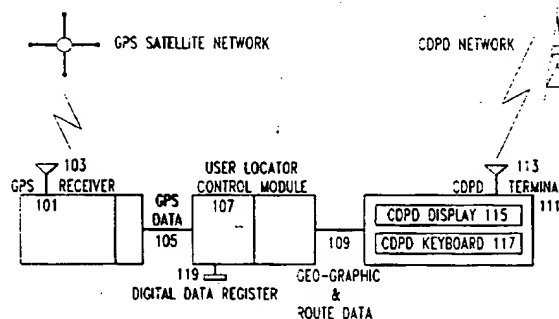 GPS SATELLITE NETWORK
CDPD NETWORK
103
GPS RECEIVER
101
GPS
DATA
105
USER LOCATOR
CONTROL MODULE
107
119
DIGITAL DATA REGISTER
109
GEO-GRAPHIC
&
ROUTE DATA
113
CDPD TERMINA
111
CDPD DISPLAY 115
CDPD KEYBOARD 117